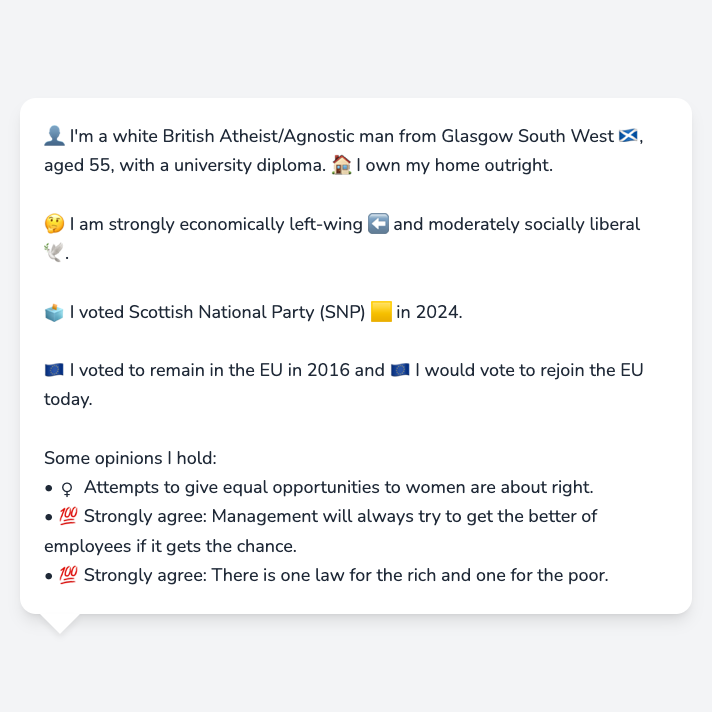 👤 I'm a white British Atheist/Agnostic man from Glasgow South West 🏴󠁧󠁢󠁳󠁣󠁴󠁿,
aged 55, with a university diploma. 🏠 I own my home outright.
🤔 I am strongly economically left-wing ⬅️ and moderately socially liberal
🕊️.
🗳️ I voted Scottish National Party (SNP) 🟨 in 2024.
🇪🇺 I voted to remain in the EU in 2016 and 🇪🇺 I would vote to rejoin the EU
today.
Some opinions I hold:
• ♀ Attempts to give equal opportunities to women are about right.
• 💯 Strongly agree: Management will always try to get the better of
employees if it gets the chance.
• 💯 Strongly agree: There is one law for the rich and one for the poor.